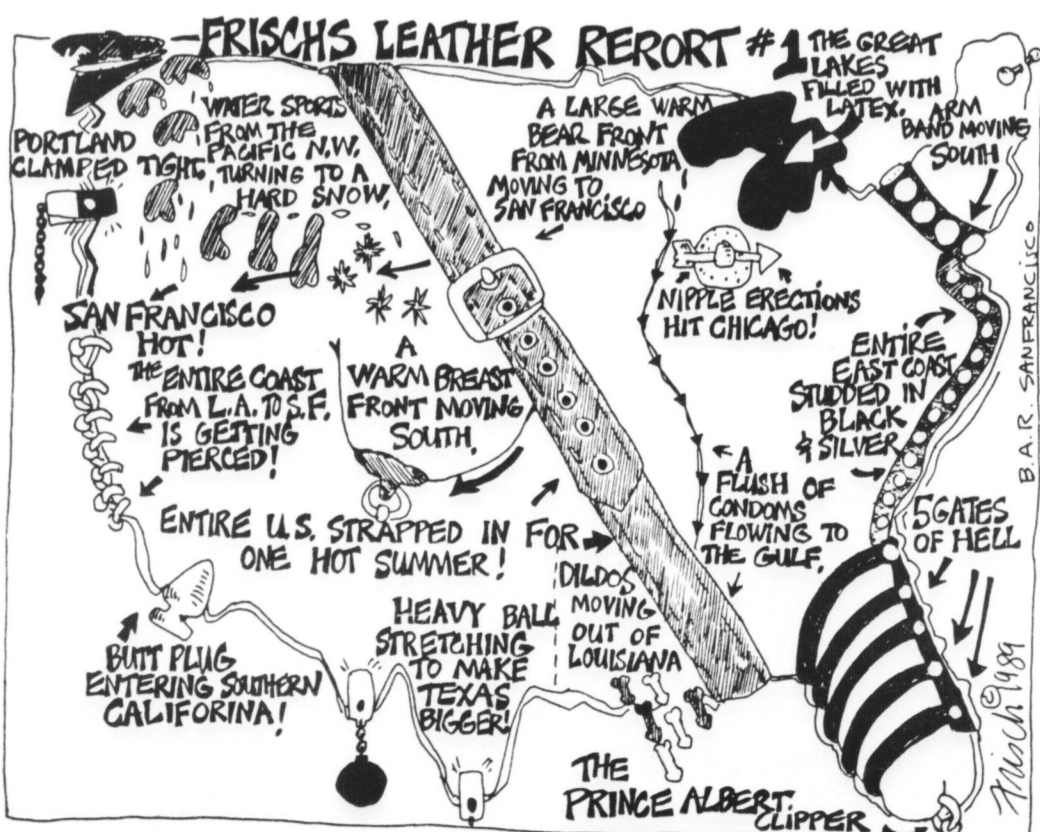 FRISCHS LEATHER RERORT #1
THE GREAT
LAKES
FILLED WITH
LATEX.
PORTLAND
CLAMPED TIGHT.
WATER SPORTS
FROM THE
PACIFIC N.W.
TURNING TO A
HARD SNOW.
A LARGE WARM
BEAR FRONT
FROM MINNESOTA
MOVING TO
SAN FRANCISCO
ARM
BAND MOVING
SOUTH
NIPPLE ERECTIONS
HIT CHICAGO!
SAN FRANCISCO
HOT!
THE ENTIRE COAST
FROM L.A. TO S.F.
IS GETTING
PIERCED!
A
WARM BREAST
FRONT MOVING
SOUTH.
ENTIRE
EAST COAST
STUDDED IN
BLACK
& SILVER
A
FLUSH OF
CONDOMS
FLOWING TO
THE GULF.
5 GATES
OF HELL
ENTIRE U.S. STRAPPED IN FOR
ONE HOT SUMMER!
DILDOS
MOVING
OUT OF
LOUISIANA
HEAVY BALL
STRETCHING
TO MAKE
TEXAS
BIGGER!
BUTT PLUG
ENTERING SOUTHERN
CALIFORINA!
THE
PRINCE ALBERT
CLIPPER
B.A.R. SANFRANCISCO
Frisch ©1989